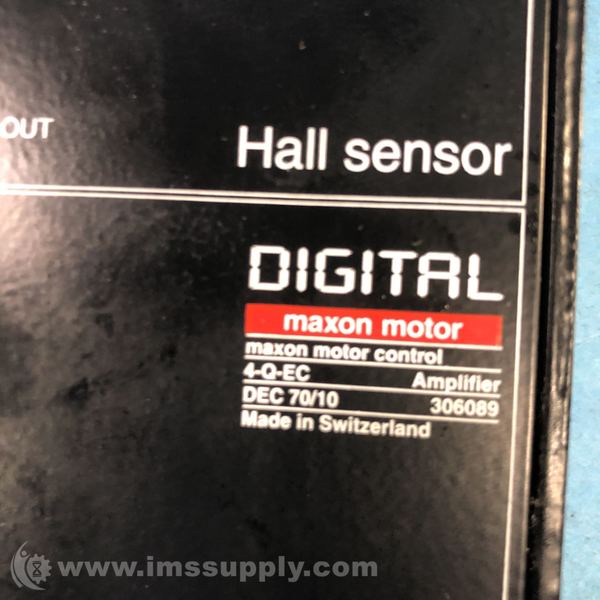 OUT
Hall sensor
DIGITAL
maxon motor
maxon motor control
4-Q-EC Amplifier
DEC 70/10 306089
Made in Switzerland
www.imssupply.com